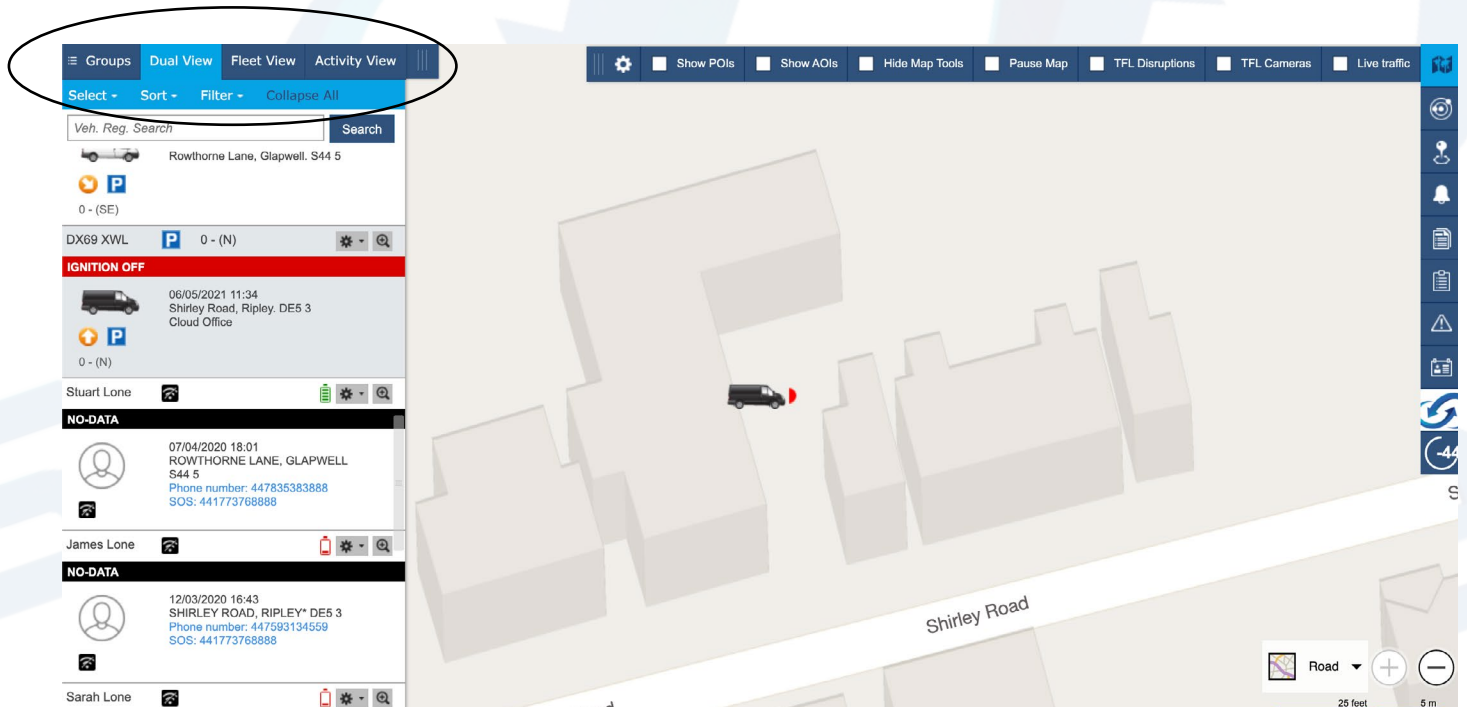 Groups Dual View Fleet View Activity View
Select Sort Filter Collapse All
Veh. Reg. Search Search
Rowthorne Lane, Glapwell. S44 5
P
0 - (SE)
DX69 XWL P 0 - (N)
IGNITION OFF
06/05/2021 11:34
Shirley Road, Ripley. DE5 3
Cloud Office
P
0 - (N)
Stuart Lone
NO-DATA
07/04/2020 18:01
ROWTHORNE LANE, GLAPWELL
S44 5
Phone number: 447835383888
SOS: 441773768888
James Lone
NO-DATA
12/03/2020 16:43
SHIRLEY ROAD, RIPLEY* DE5 3
Phone number: 447593134559
SOS: 441773768888
Sarah Lone
Show POIs Show AOIs Hide Map Tools Pause Map TFL Disruptions TFL Cameras Live traffic
-44
S
Shirley Road
Road
25 feet 5 m